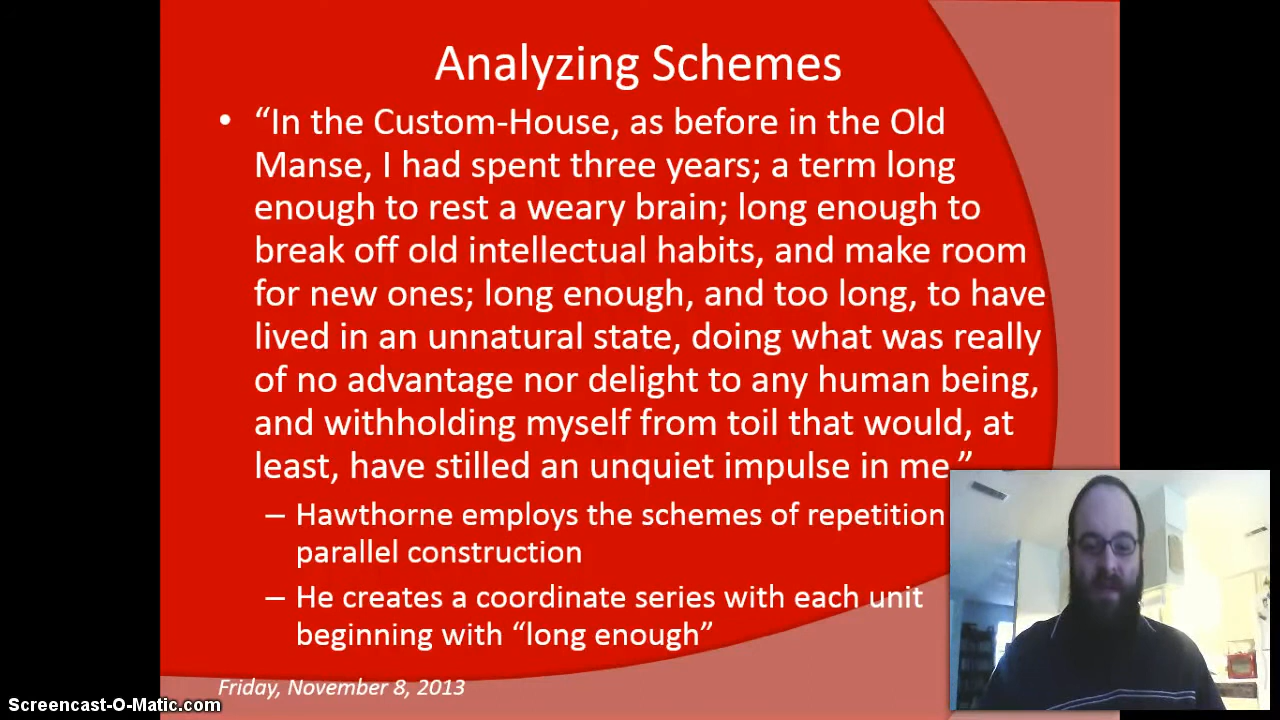 Analyzing Schemes
• “In the Custom-House, as before in the Old
Manse, I had spent three years; a term long
enough to rest a weary brain; long enough to
break off old intellectual habits, and make room
for new ones; long enough, and too long, to have
lived in an unnatural state, doing what was really
of no advantage nor delight to any human being,
and withholding myself from toil that would, at
least, have stilled an unquiet impulse in me.”
– Hawthorne employs the schemes of repetition
parallel construction
– He creates a coordinate series with each unit
beginning with “long enough”
Friday, November 8, 2013
Screencast-O-Matic.com